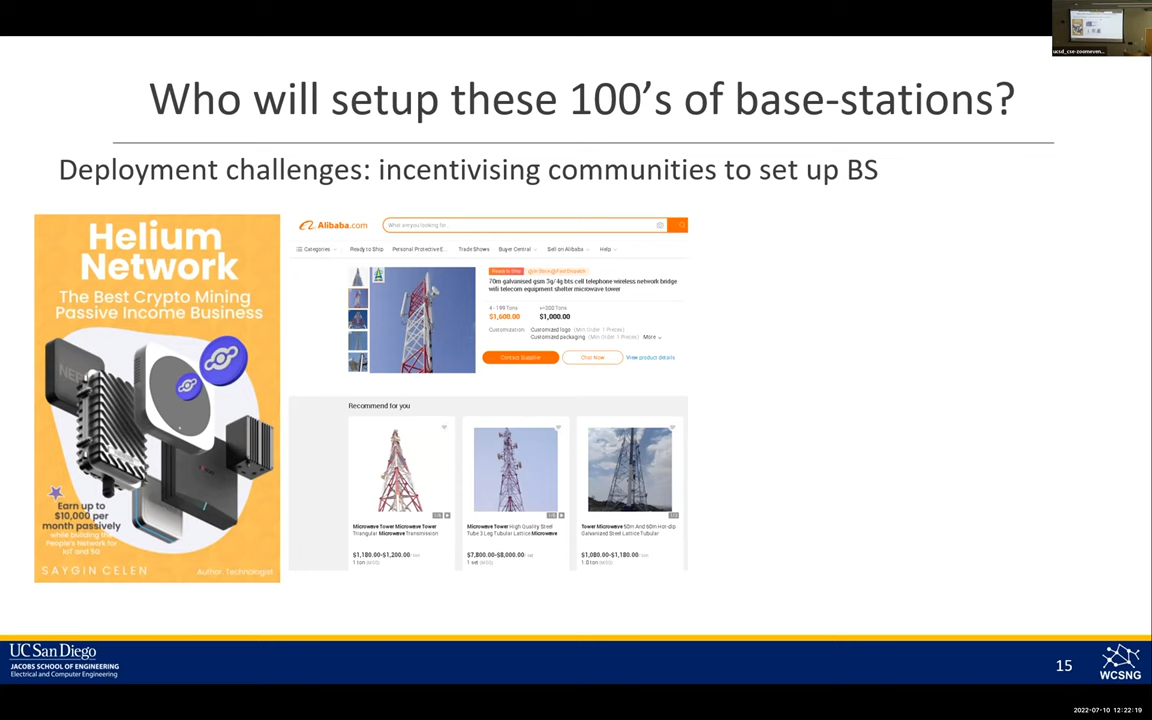 ucsd_cse-zoomeven...
Who will setup these 100's of base-stations?
Deployment challenges: incentivising communities to set up BS
Helium
Network
The Best Crypto Mining
Passive Income Business
Earn up to
$10,000 per
month passively
while building the
People's Network for
IoT and 5G
SAYGIN CELEN
Author. Technologist
Alibaba.com
What are you looking for...
Categories
Ready to Ship
Personal Protective E...
Trade Shows
Buyer Central
Sell on Alibaba
Help
Ready to Ship
In Stock
Fast Dispatch
70m galvanised gsm 3g/4g bts cell telephone wireless network bridge
wifi telecom equipment shelter microwave tower
4 - 199 Tons
>=200 Tons
$1,600.00
$1,000.00
Customization:
Customized logo (Min. Order 1 Pieces)
Customized packaging (Min. Order 1 Pieces)
More
Contact Supplier
Chat Now
View product details
Recommend for you
Microwave Tower Microwave Tower
Triangular Microwave Transmission
$1,180.00-$1,200.00
1 ton
Microwave Tower High Quality Steel
Tube 3 Leg Tubular Lattice Microwave
$7,800.00-$8,000.00
1 set
Tower Microwave 50m And 60m Hot-dip
Galvanized Steel Lattice Tubular
$1,080.00-$1,180.00
1.0 ton
UC San Diego
JACOBS SCHOOL OF ENGINEERING
Electrical and Computer Engineering
15
WCSNG
2022-07-10 12:22:19